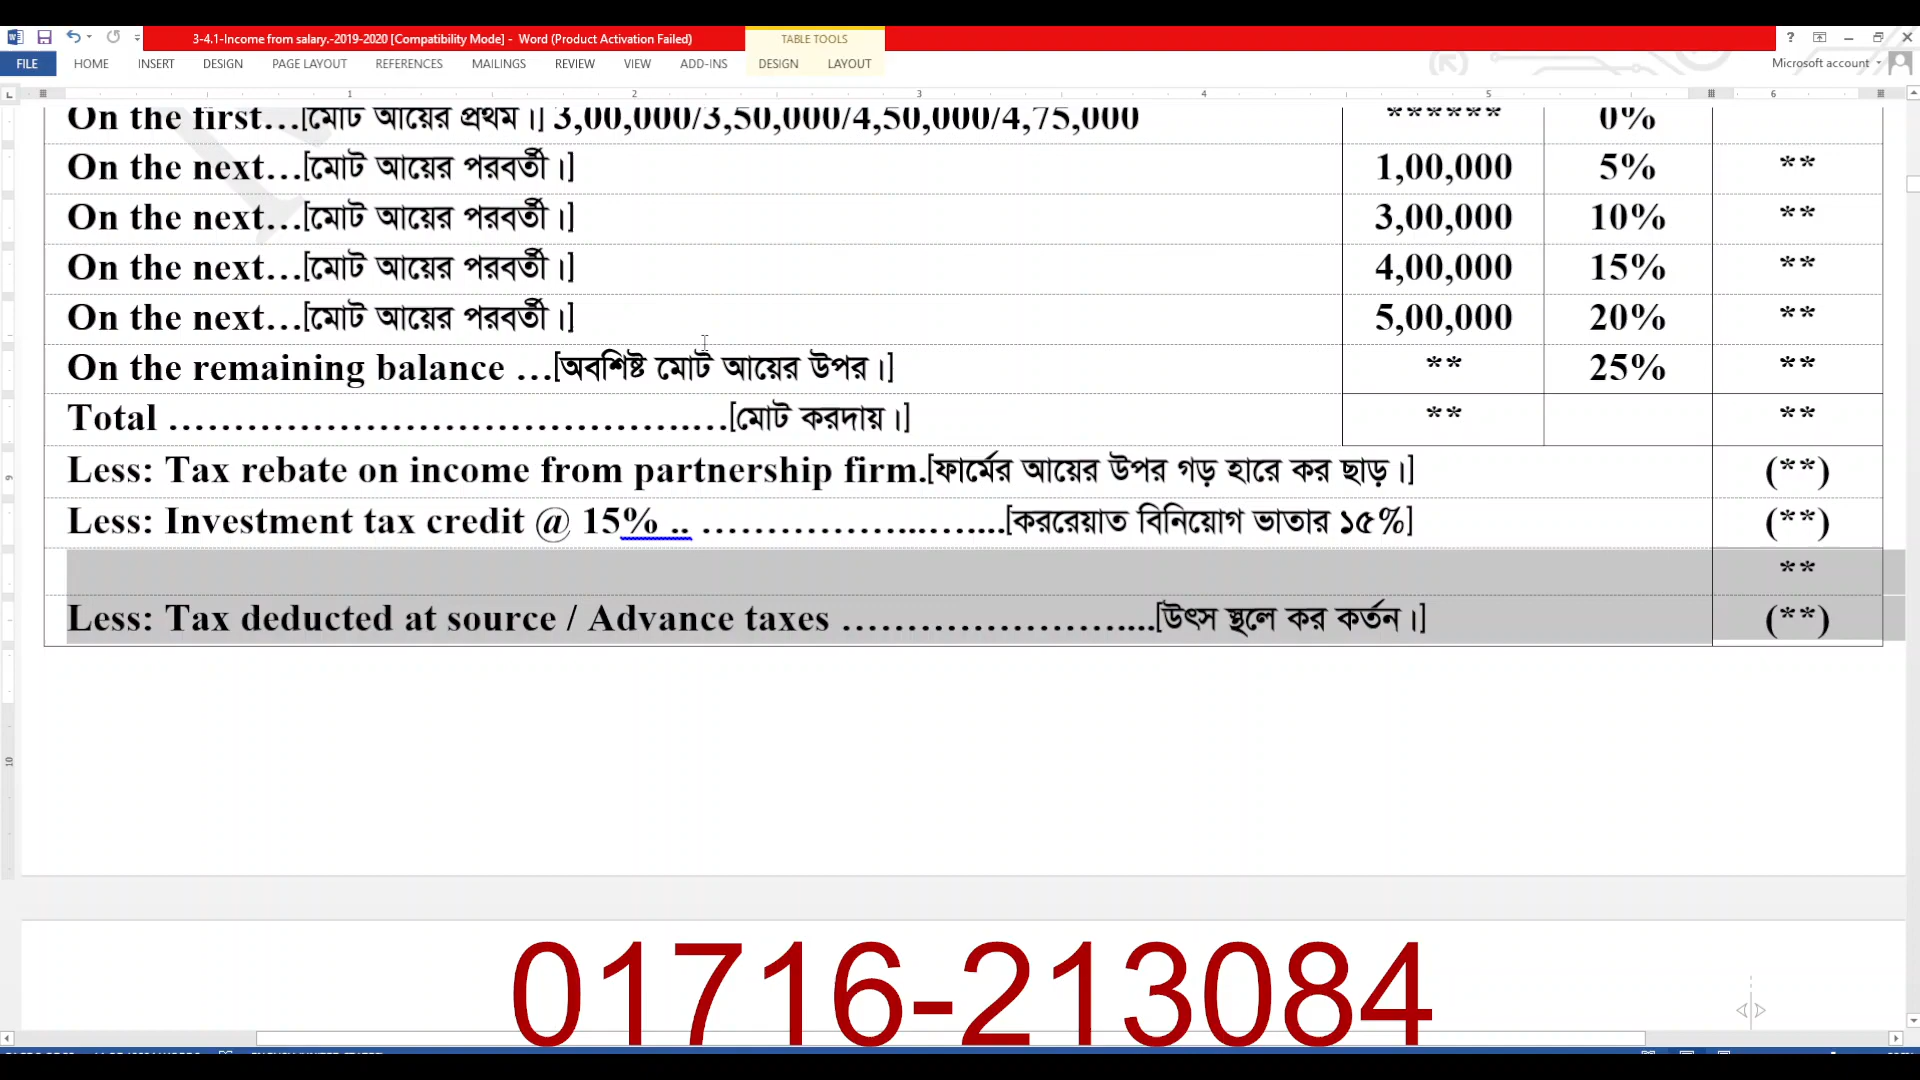 3-4.1-Income from salary.-2019-2020 [Compatibility Mode] - Word (Product Activation Failed)
TABLE TOOLS
FILE HOME INSERT DESIGN PAGE LAYOUT REFERENCES MAILINGS REVIEW VIEW ADD-INS DESIGN LAYOUT Microsoft account
1 2 3 4 5 6
On the first…[মোট আয়ের প্রথম।] 3,00,000/3,50,000/4,50,000/4,75,000 ****** 0%
On the next…[মোট আয়ের পরবর্তী।] 1,00,000 5% **
On the next…[মোট আয়ের পরবর্তী।] 3,00,000 10% **
On the next…[মোট আয়ের পরবর্তী।] 4,00,000 15% **
On the next…[মোট আয়ের পরবর্তী।] 5,00,000 20% **
On the remaining balance …[অবশিষ্ট মোট আয়ের উপর।] ** 25% **
Total ………………………………………[মোট করদায়।] ** **
Less: Tax rebate on income from partnership firm.[ফার্মের আয়ের উপর গড় হারে কর ছাড়।] (**)
Less: Investment tax credit @ 15% .. ………………...…....[কররেয়াত বিনিয়োগ ভাতার ১৫%] (**)
**
Less: Tax deducted at source / Advance taxes …………………....[উৎস স্থলে কর কর্তন।] (**)
01716-213084